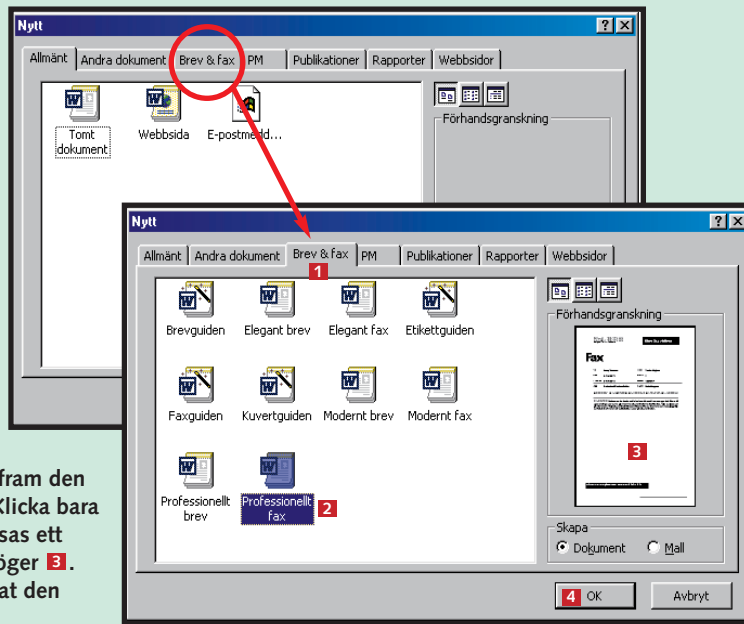 Nytt
Allmänt Andra dokument Brev & fax PM Publikationer Rapporter Webbsidor
Tomt dokument
Webbsida
E-postmedd...
Förhandsgranskning
Nytt
Allmänt Andra dokument Brev & fax PM Publikationer Rapporter Webbsidor
1
Brevguiden Elegant brev Elegant fax Etikettguiden
Faxguiden Kuvertguiden Modernt brev Modernt fax
Professionellt brev
Professionellt fax
2
Förhandsgranskning
Fax
3
Skapa
Dokument Mall
4 OK Avbryt
fram den
Klicka bara
sas ett
öger 3.
at den